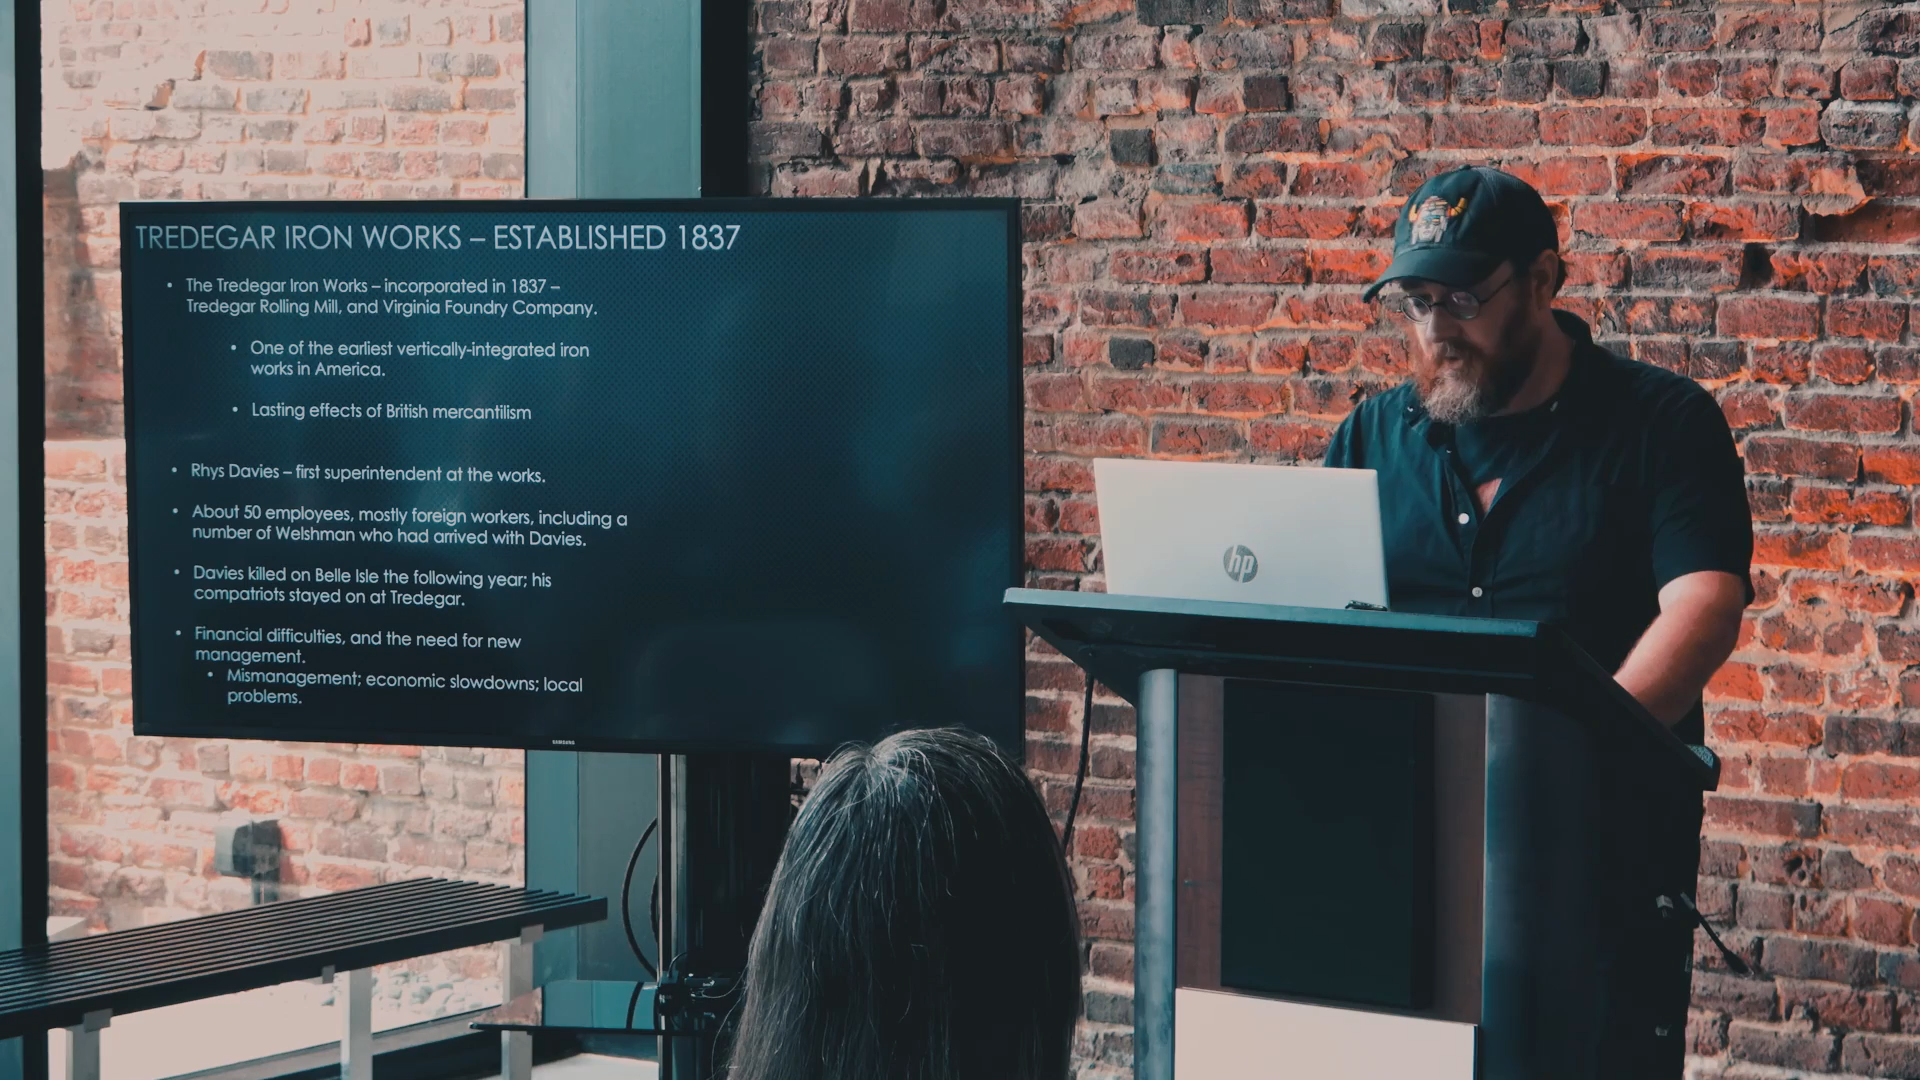 TREDEGAR IRON WORKS – ESTABLISHED 1837
• The Tredegar Iron Works – incorporated in 1837 –
Tredegar Rolling Mill, and Virginia Foundry Company.
• One of the earliest vertically-integrated iron
works in America.
• Lasting effects of British mercantilism
• Rhys Davies – first superintendent at the works.
• About 50 employees, mostly foreign workers, including a
number of Welshman who had arrived with Davies.
• Davies killed on Belle Isle the following year; his
compatriots stayed on at Tredegar.
• Financial difficulties, and the need for new
management.
• Mismanagement; economic slowdowns; local
problems.
SAMSUNG
hp